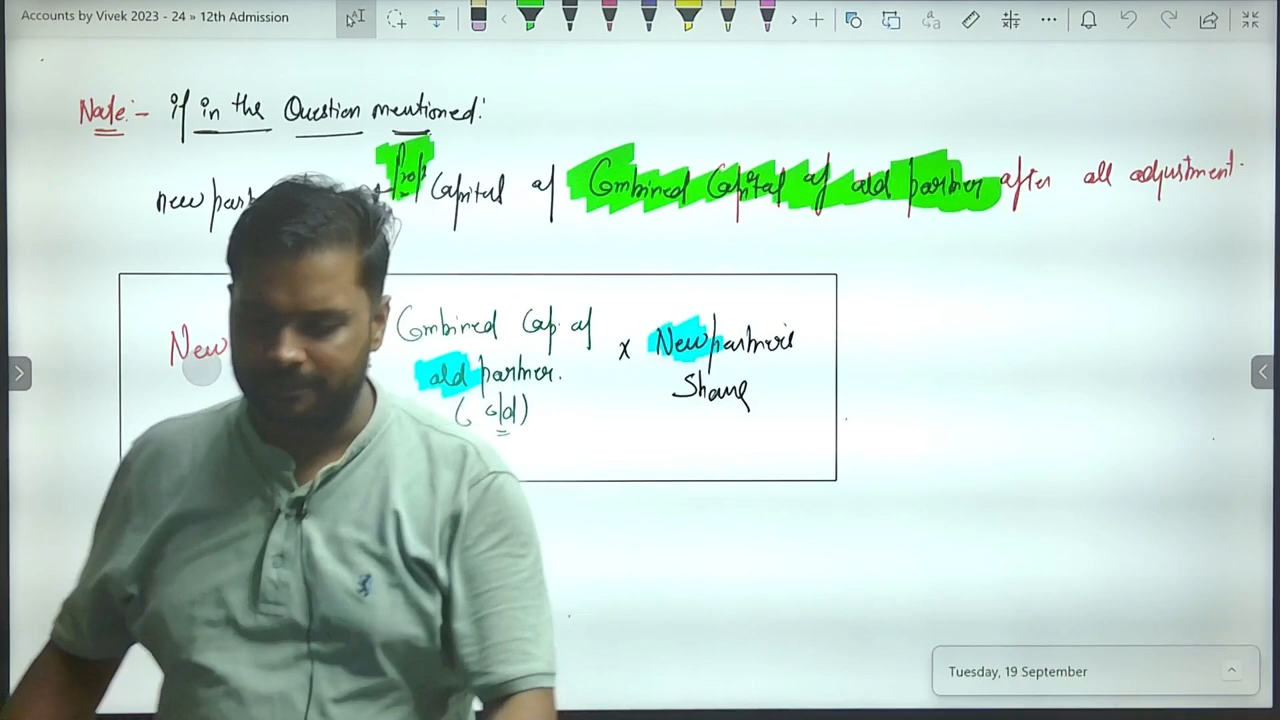 Accounts by Vivek 2023 - 24 » 12th Admission
Note:- if in the Question mentioned:
new Prop Capital of Combined Capital of old partner after all adjustment.
New Combined Cap. of × New partner's
old partner. Share
(old)
Tuesday, 19 September